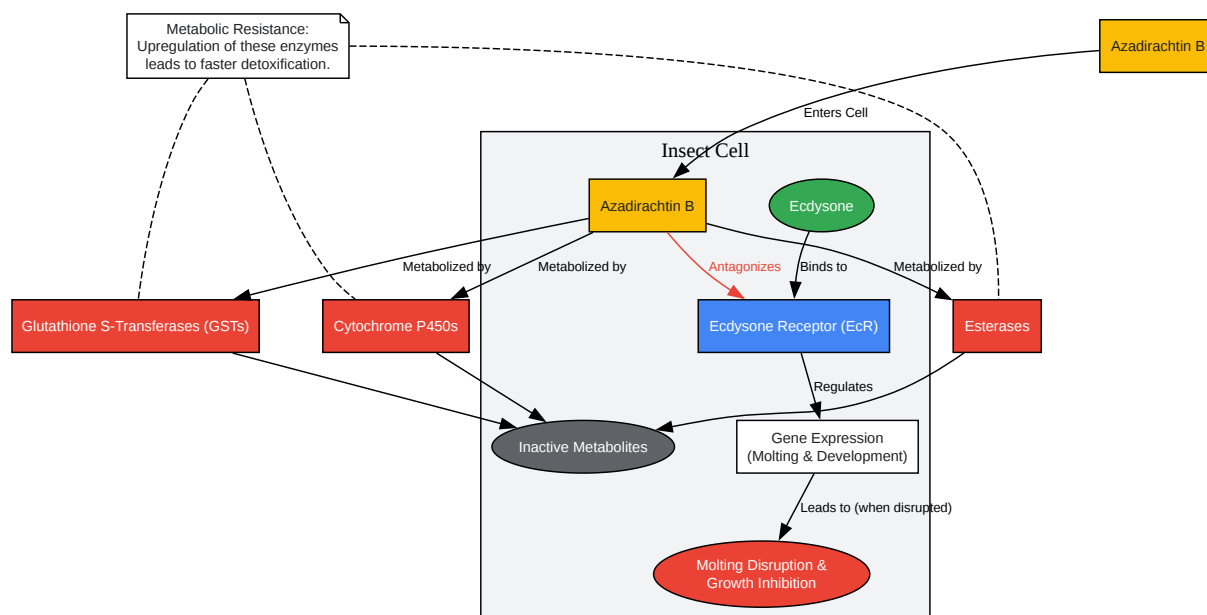 Metabolic Resistance:
Upregulation of these enzymes
leads to faster detoxification.
Azadirachtin B
Enters Cell
Insect Cell
Azadirachtin B
Ecdysone
Metabolized by
Metabolized by
Antagonizes
Binds to
Metabolized by
Glutathione S-Transferases (GSTs)
Cytochrome P450s
Ecdysone Receptor (EcR)
Esterases
Regulates
Inactive Metabolites
Gene Expression
(Molting & Development)
Leads to (when disrupted)
Molting Disruption &
Growth Inhibition